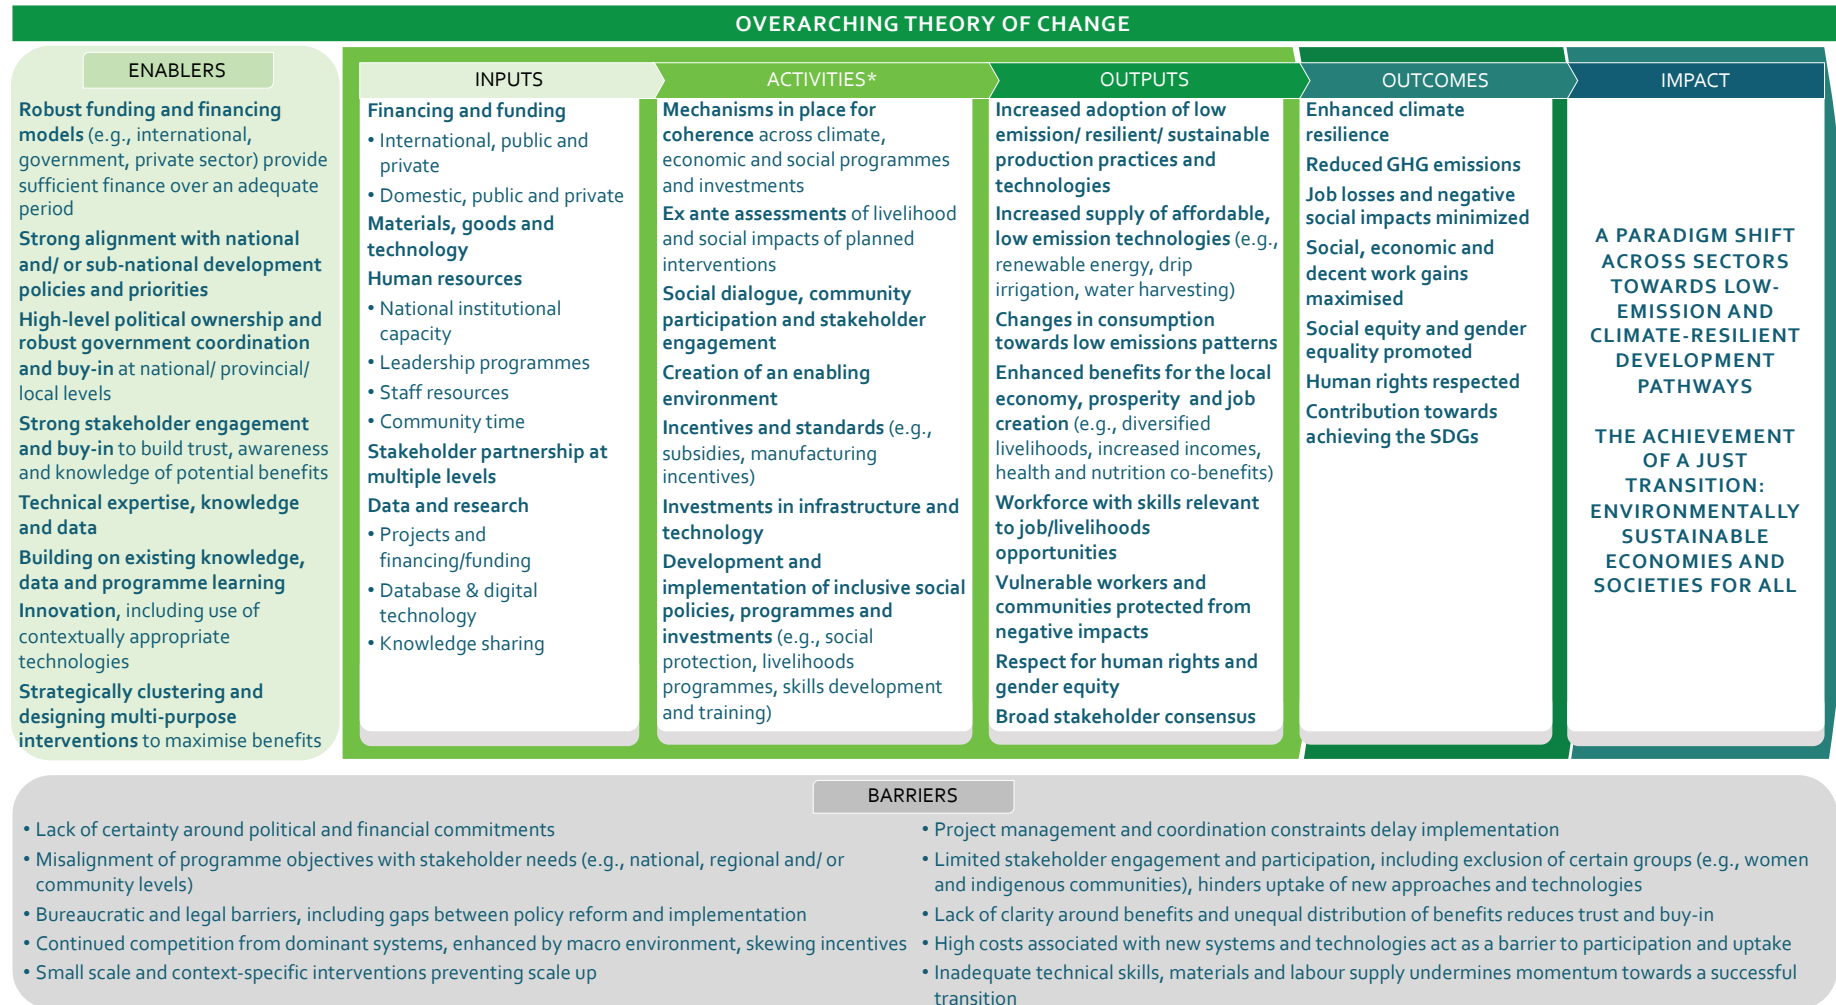 OVERARCHING THEORY OF CHANGE
ENABLERS
Robust funding and financing
models (e.g., international,
government, private sector) provide
sufficient finance over an adequate
period
Strong alignment with national
and/ or sub-national development
policies and priorities
High-level political ownership and
robust government coordination
and buy-in at national/ provincial/
local levels
Strong stakeholder engagement
and buy-in to build trust, awareness
and knowledge of potential benefits
Technical expertise, knowledge
and data
Building on existing knowledge,
data and programme learning
Innovation, including use of
contextually appropriate
technologies
Strategically clustering and
designing multi-purpose
interventions to maximise benefits
INPUTS
Financing and funding
• International, public and
private
• Domestic, public and private
Materials, goods and
technology
Human resources
• National institutional
capacity
• Leadership programmes
• Staff resources
• Community time
Stakeholder partnership at
multiple levels
Data and research
• Projects and
financing/funding
• Database & digital
technology
• Knowledge sharing
ACTIVITIES*
Mechanisms in place for
coherence across climate,
economic and social programmes
and investments
Ex ante assessments of livelihood
and social impacts of planned
interventions
Social dialogue, community
participation and stakeholder
engagement
Creation of an enabling
environment
Incentives and standards (e.g.,
subsidies, manufacturing
incentives)
Investments in infrastructure and
technology
Development and
implementation of inclusive social
policies, programmes and
investments (e.g., social
protection, livelihoods
programmes, skills development
and training)
OUTPUTS
Increased adoption of low
emission/ resilient/ sustainable
production practices and
technologies
Increased supply of affordable,
low emission technologies (e.g.,
renewable energy, drip
irrigation, water harvesting)
Changes in consumption
towards low emissions patterns
Enhanced benefits for the local
economy, prosperity and job
creation (e.g., diversified
livelihoods, increased incomes,
health and nutrition co-benefits)
Workforce with skills relevant
to job/livelihoods
opportunities
Vulnerable workers and
communities protected from
negative impacts
Respect for human rights and
gender equity
Broad stakeholder consensus
OUTCOMES
Enhanced climate
resilience
Reduced GHG emissions
Job losses and negative
social impacts minimized
Social, economic and
decent work gains
maximised
Social equity and gender
equality promoted
Human rights respected
Contribution towards
achieving the SDGs
IMPACT
A PARADIGM SHIFT
ACROSS SECTORS
TOWARDS LOW-
EMISSION AND
CLIMATE-RESILIENT
DEVELOPMENT
PATHWAYS
THE ACHIEVEMENT
OF A JUST
TRANSITION:
ENVIRONMENTALLY
SUSTAINABLE
ECONOMIES AND
SOCIETIES FOR ALL
BARRIERS
• Lack of certainty around political and financial commitments
• Misalignment of programme objectives with stakeholder needs (e.g., national, regional and/ or
community levels)
• Bureaucratic and legal barriers, including gaps between policy reform and implementation
• Continued competition from dominant systems, enhanced by macro environment, skewing incentives
• Small scale and context-specific interventions preventing scale up
• Project management and coordination constraints delay implementation
• Limited stakeholder engagement and participation, including exclusion of certain groups (e.g., women
and indigenous communities), hinders uptake of new approaches and technologies
• Lack of clarity around benefits and unequal distribution of benefits reduces trust and buy-in
• High costs associated with new systems and technologies act as a barrier to participation and uptake
• Inadequate technical skills, materials and labour supply undermines momentum towards a successful
transition